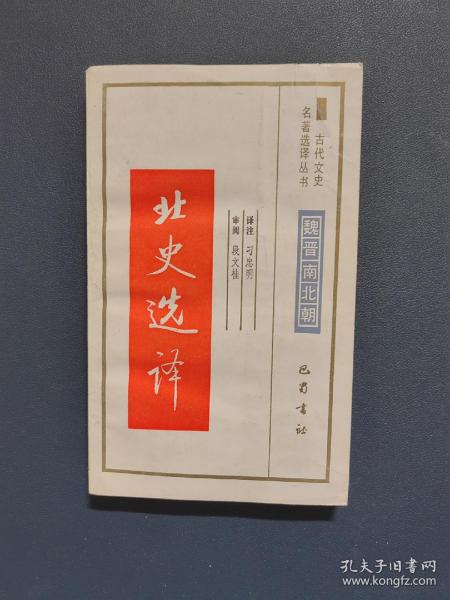 古代文史
名著选译丛书
魏晋南北朝
巴蜀书社
译注 刁忠明
审阅 段文桂
北史选译
孔夫子旧书网
www.kongfz.com